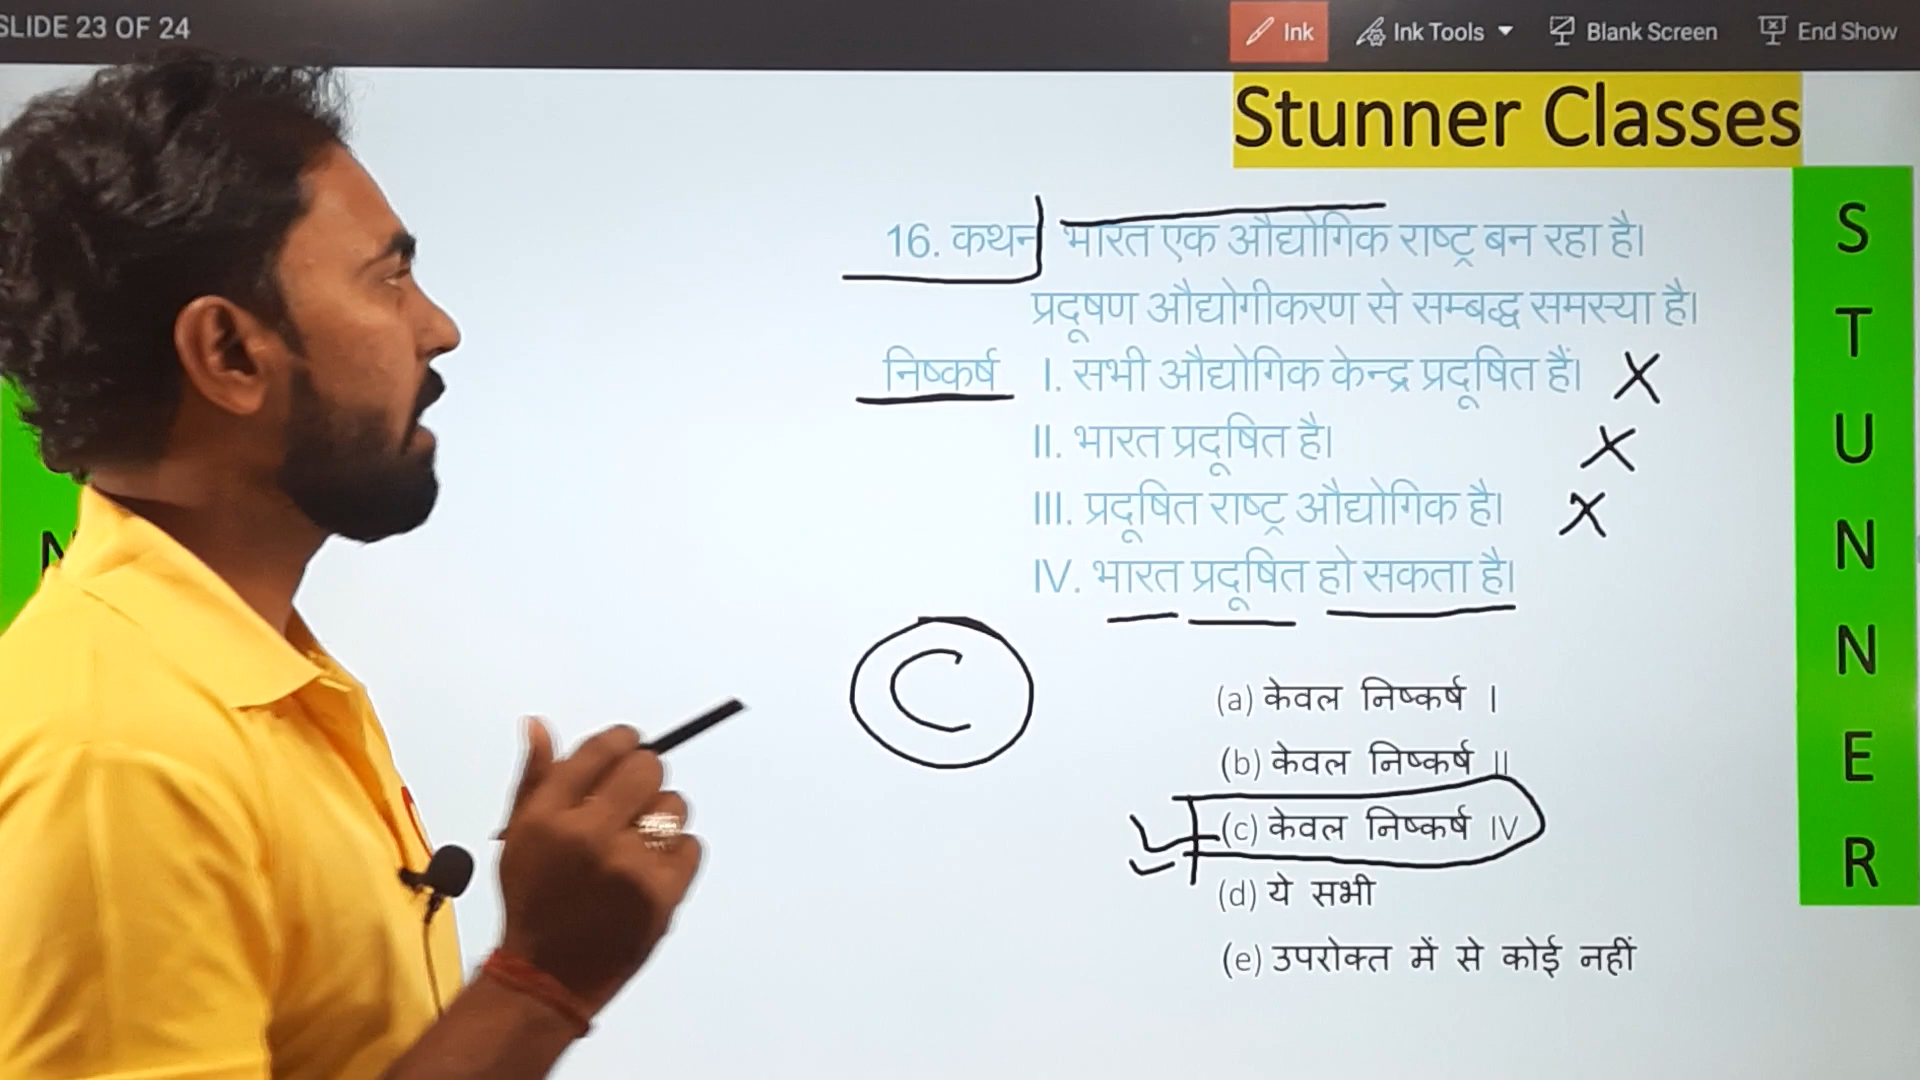 SLIDE 23 OF 24
Ink
Ink Tools
Blank Screen
End Show
Stunner Classes
16. कथन भारत एक औद्योगिक राष्ट्र बन रहा है।
प्रदूषण औद्योगीकरण से सम्बद्ध समस्या है।
निष्कर्ष I. सभी औद्योगिक केन्द्र प्रदूषित हैं। X
II. भारत प्रदूषित है। X
III. प्रदूषित राष्ट्र औद्योगिक है। X
IV. भारत प्रदूषित हो सकता है।
C
(a) केवल निष्कर्ष I
(b) केवल निष्कर्ष II
(c) केवल निष्कर्ष IV
(d) ये सभी
(e) उपरोक्त में से कोई नहीं
S
T
U
N
N
E
R
N